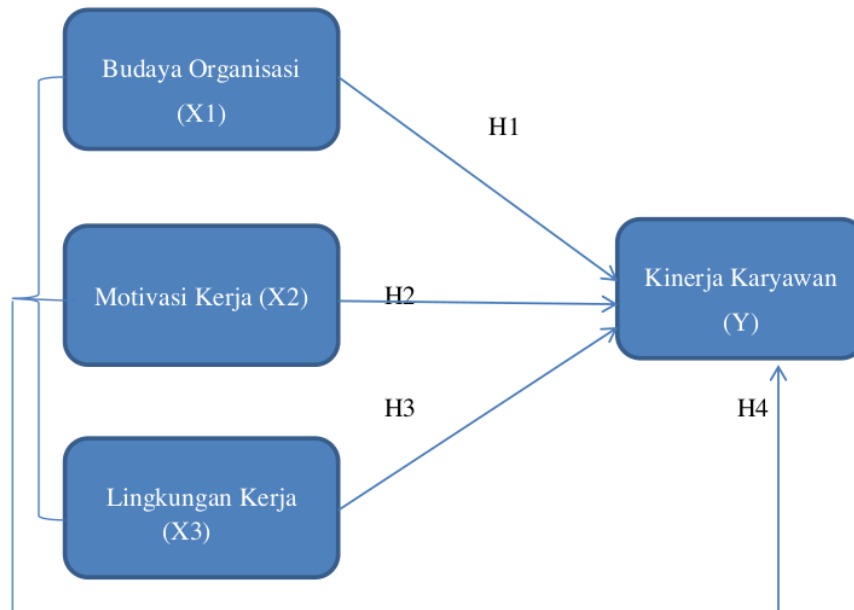 Budaya Organisasi
(X1)
H1
Motivasi Kerja (X2)
H2
Kinerja Karyawan
(Y)
H3
H4
Lingkungan Kerja
(X3)